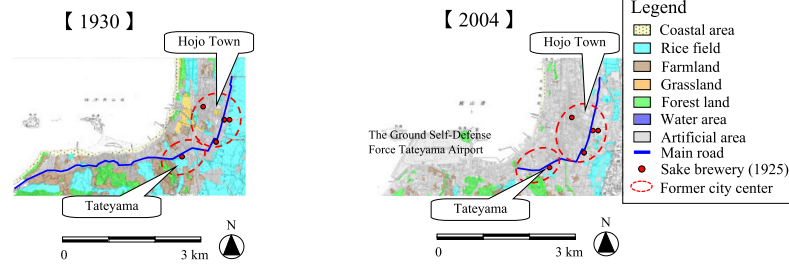 【 1930 】
Hojo Town
Tateyama
0
3 km
N
【 2004 】
Hojo Town
The Ground Self-Defense
Force Tateyama Airport
Tateyama
0
3 km
N
Legend
Coastal area
Rice field
Farmland
Grassland
Forest land
Water area
Artificial area
Main road
Sake brewery (1925)
Former city center